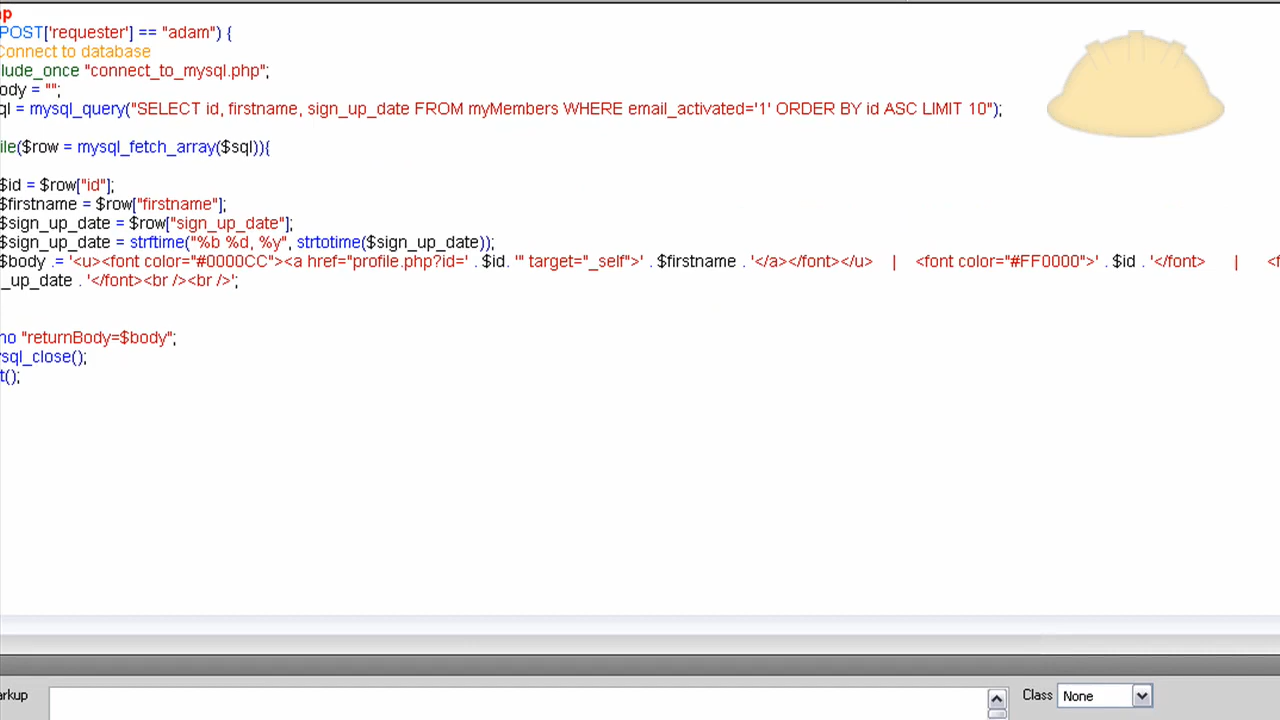 hp
POST['requester'] == "adam") {
Connect to database
lude_once "connect_to_mysql.php";
ody = "";
ql = mysql_query("SELECT id, firstname, sign_up_date FROM myMembers WHERE email_activated='1' ORDER BY id ASC LIMIT 10");
ile($row = mysql_fetch_array($sql)){
$id = $row["id"];
$firstname = $row["firstname"];
$sign_up_date = $row["sign_up_date"];
$sign_up_date = strftime("%b %d, %y", strtotime($sign_up_date));
$body .= '<u><font color="#0000CC"><a href="profile.php?id=' . $id. '" target="_self">' . $firstname . '</a></font></u> | <font color="#FF0000">' . $id . '</font> | <f
_up_date . '</font><br /><br />';
ho "returnBody=$body";
ysql_close();
t();
arkup
Class None